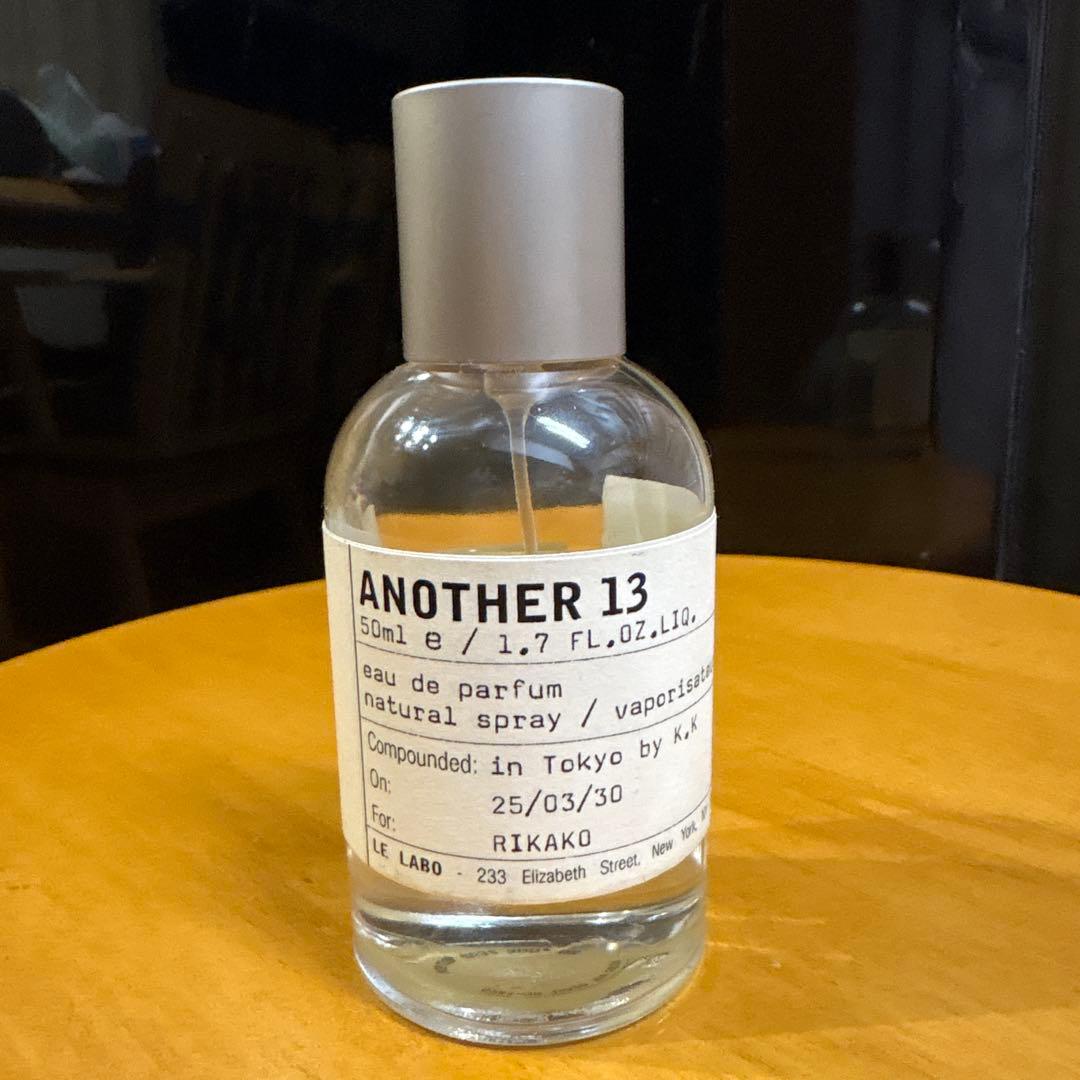 ANOTHER 13
50ml e / 1.7 FL.OZ.LIQ.
eau de parfum
natural spray /
Compounded: in Tokyo by K.K
On: 25/03/30
For: RIKAKO
LE LABO - 233 Elizabeth Street, New York, NY